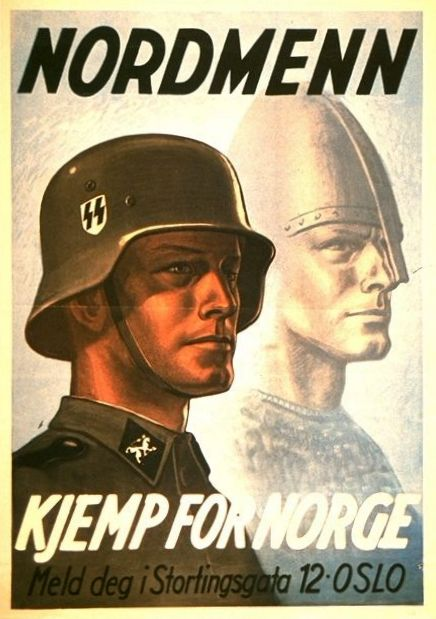 NORDMENN
KJEMP FOR NORGE
Meld deg i Stortingsgata 12·OSLO